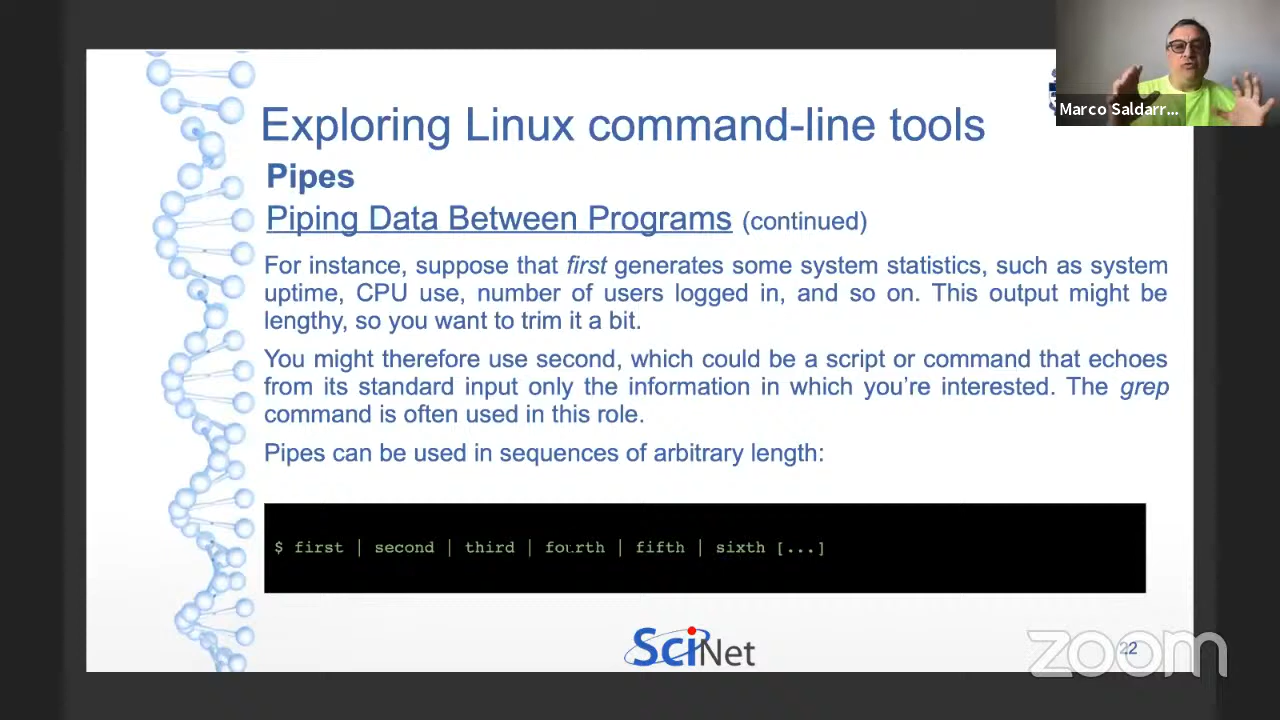 Marco Saldarr...
Exploring Linux command-line tools
Pipes
Piping Data Between Programs (continued)
For instance, suppose that first generates some system statistics, such as system
uptime, CPU use, number of users logged in, and so on. This output might be
lengthy, so you want to trim it a bit.
You might therefore use second, which could be a script or command that echoes
from its standard input only the information in which you're interested. The grep
command is often used in this role.
Pipes can be used in sequences of arbitrary length:
$ first | second | third | fourth | fifth | sixth [...]
SciNet
22
zoom